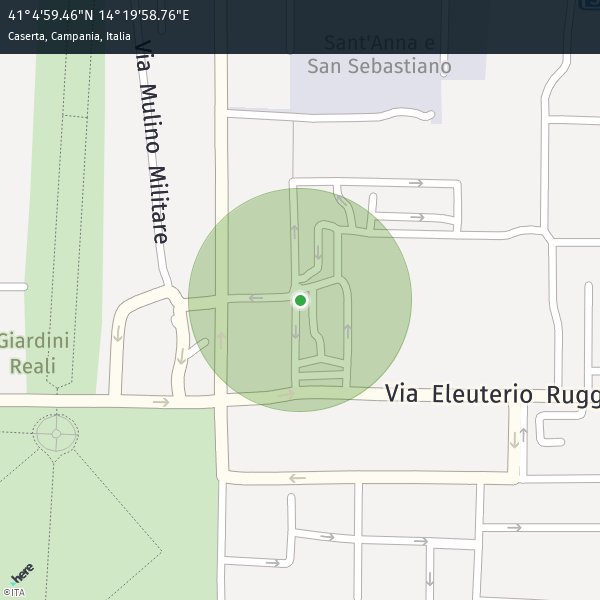 41°4'59.46"N 14°19'58.76"E
Caserta, Campania, Italia
Sant'Anna e
San Sebastiano
Via Mulino Militare
Giardini
Reali
Via Eleuterio Rugg
here
©ITA